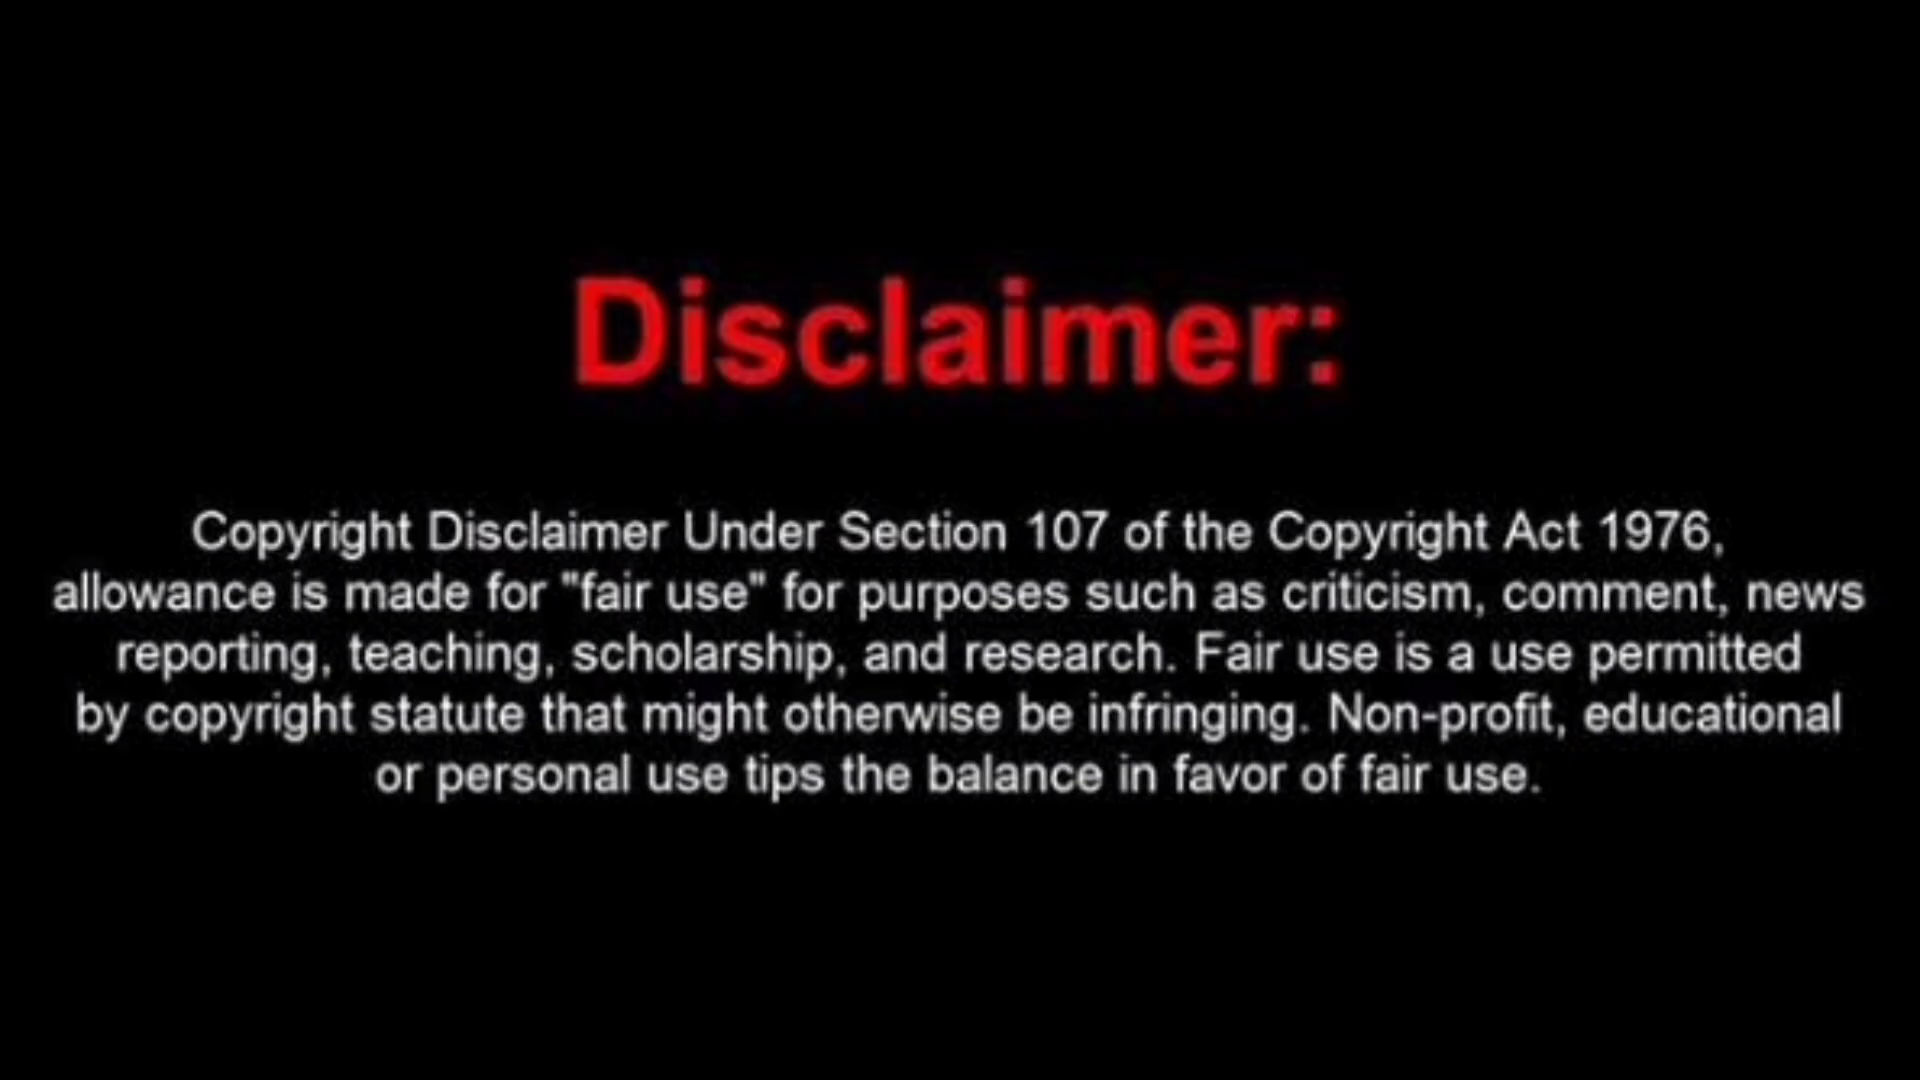 Disclaimer:
Copyright Disclaimer Under Section 107 of the Copyright Act 1976,
allowance is made for "fair use" for purposes such as criticism, comment, news
reporting, teaching, scholarship, and research. Fair use is a use permitted
by copyright statute that might otherwise be infringing. Non-profit, educational
or personal use tips the balance in favor of fair use.